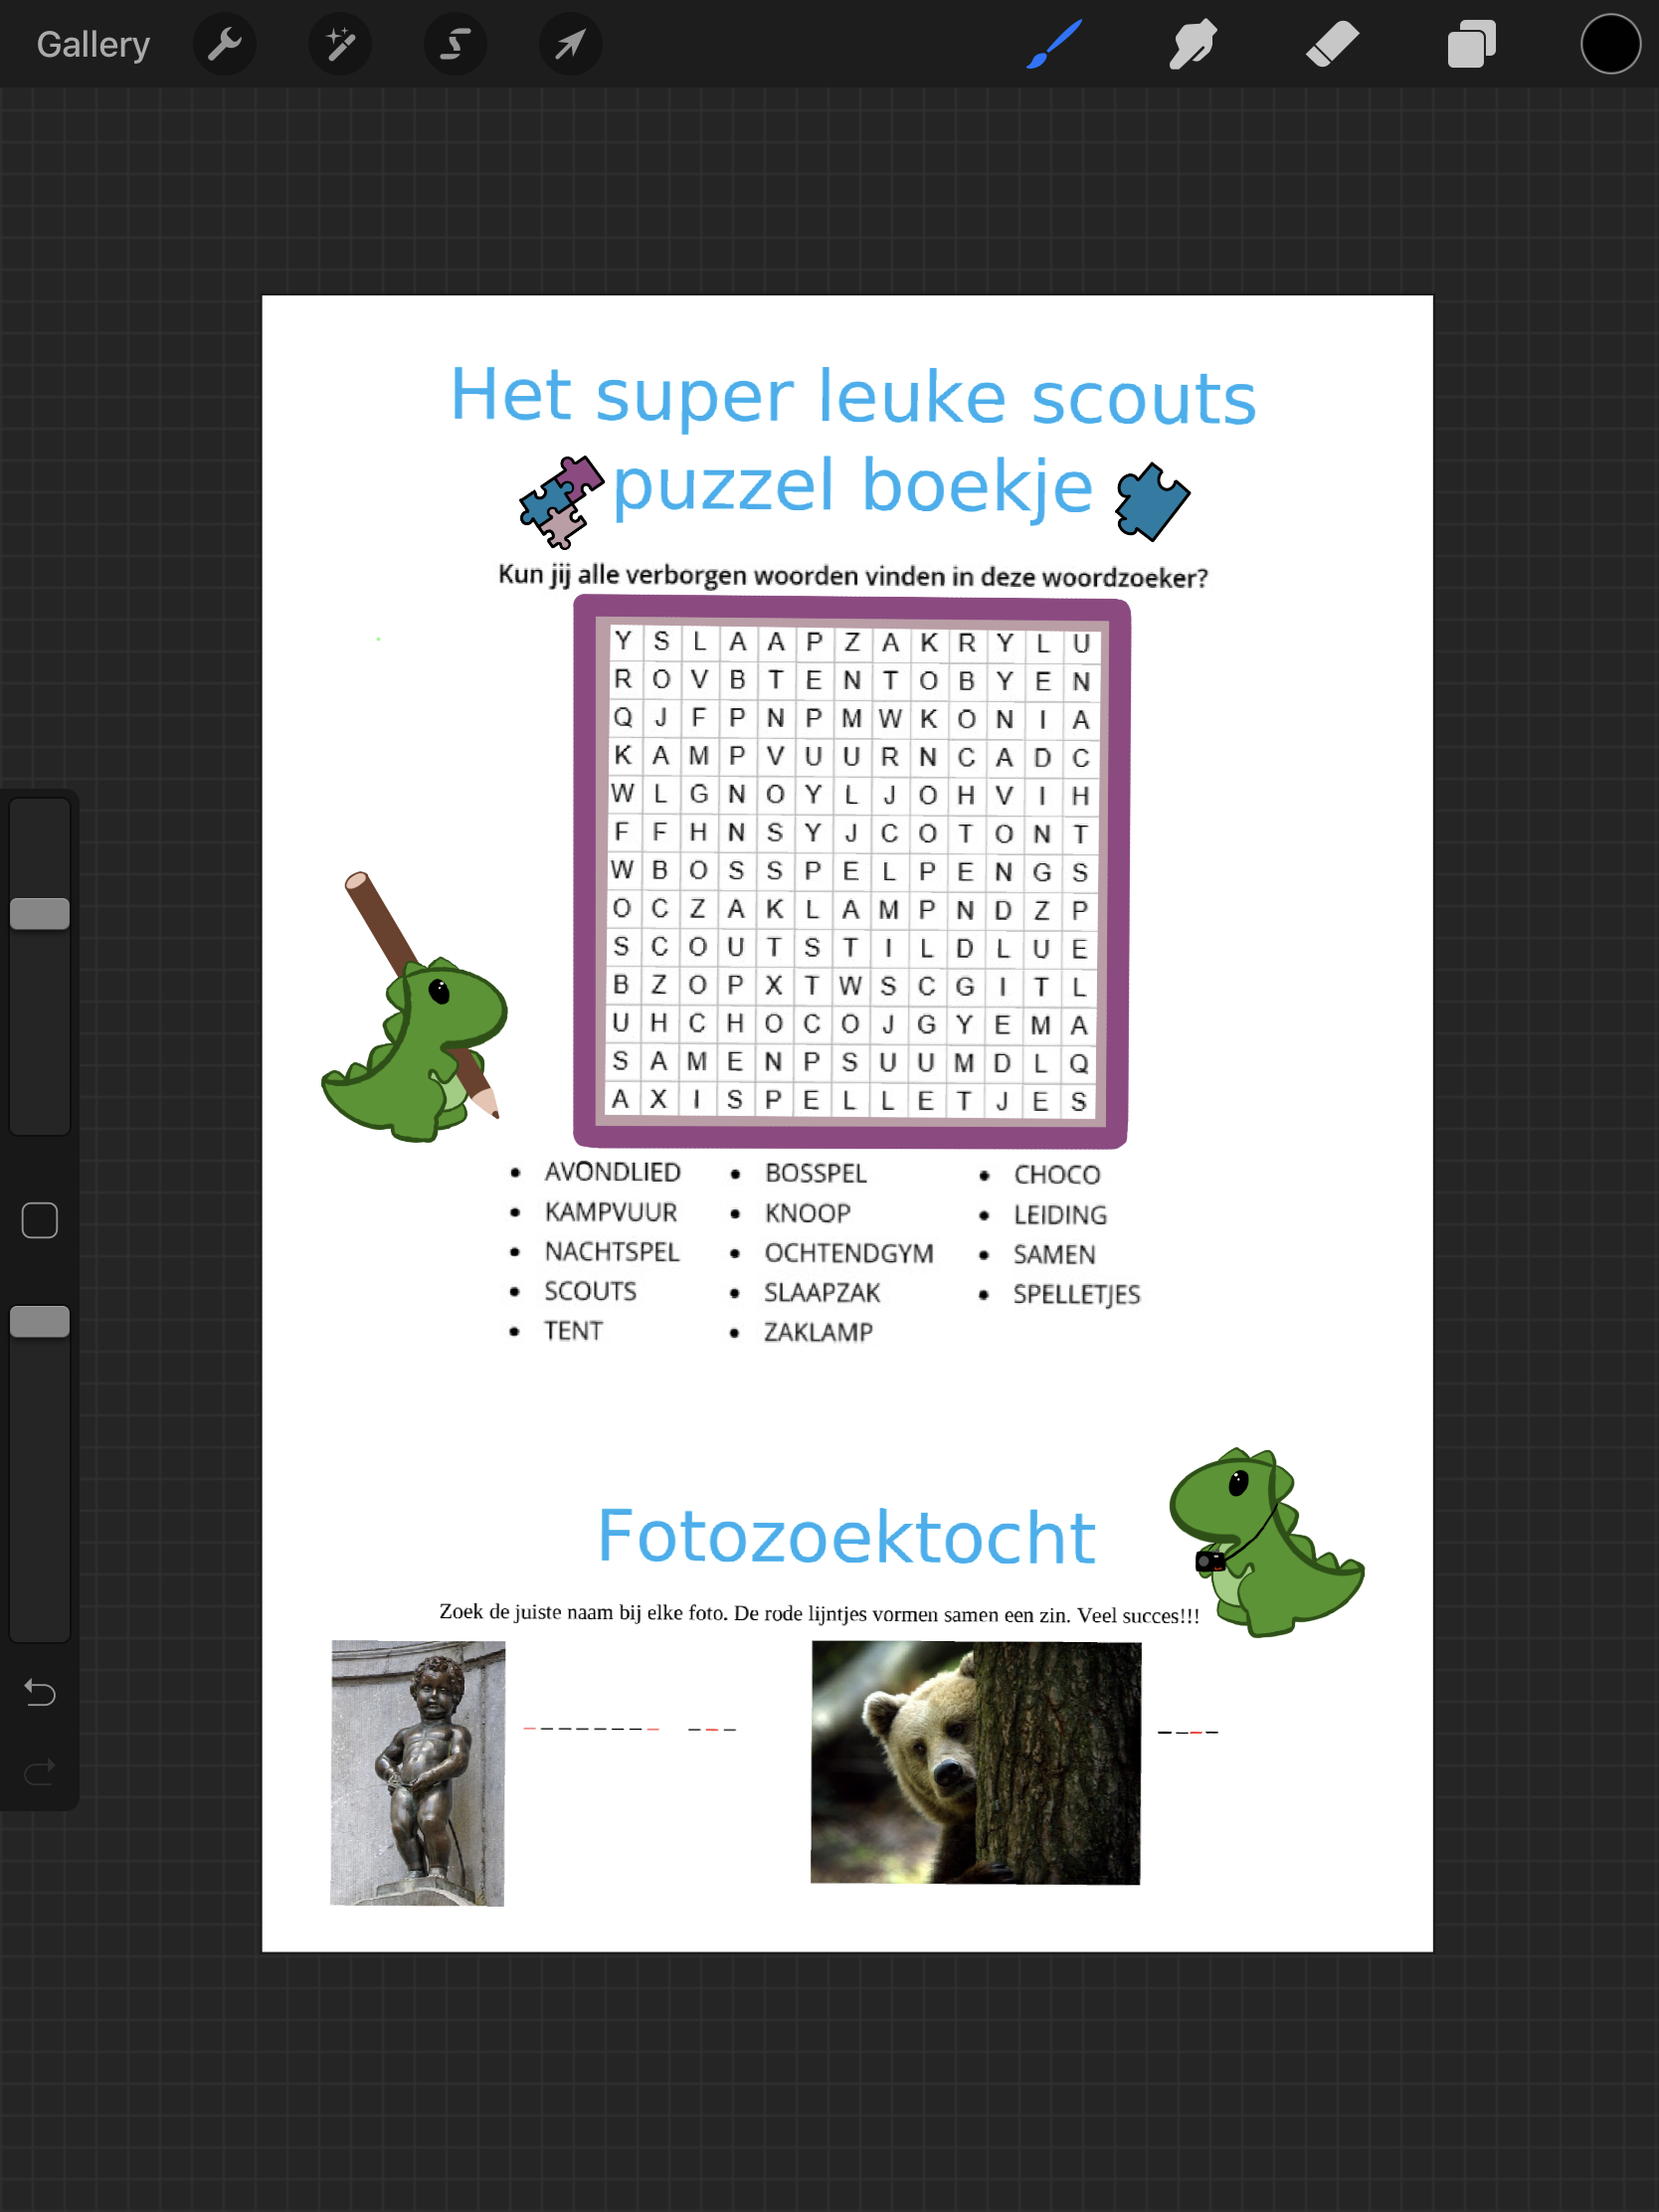 Gallery
Het super leuke scouts
puzzel boekje
Kun jij alle verborgen woorden vinden in deze woordzoeker?
Y S L A A P Z A K R Y L U
R O V B T E N T O B Y E N
Q J F P N P M W K O N I A
K A M P V U U R N C A D C
W L G N O Y L J O H V I H
F F H N S Y J C O T O N T
W B O S S P E L P E N G S
O C Z A K L A M P N D Z P
S C O U T S T I L D L U E
B Z O P X T W S C G I T L
U H C H O C O J G Y E M A
S A M E N P S U U M D L Q
A X I S P E L L E T J E S
• AVONDLIED • BOSSPEL • CHOCO
• KAMPVUUR • KNOOP • LEIDING
• NACHTSPEL • OCHTENDGYM • SAMEN
• SCOUTS • SLAAPZAK • SPELLETJES
• TENT • ZAKLAMP
Fotozoektocht
Zoek de juiste naam bij elke foto. De rode lijntjes vormen samen een zin. Veel succes!!!
_ _ _ _ _ _ _ _ _ _ _ _ _ _ _